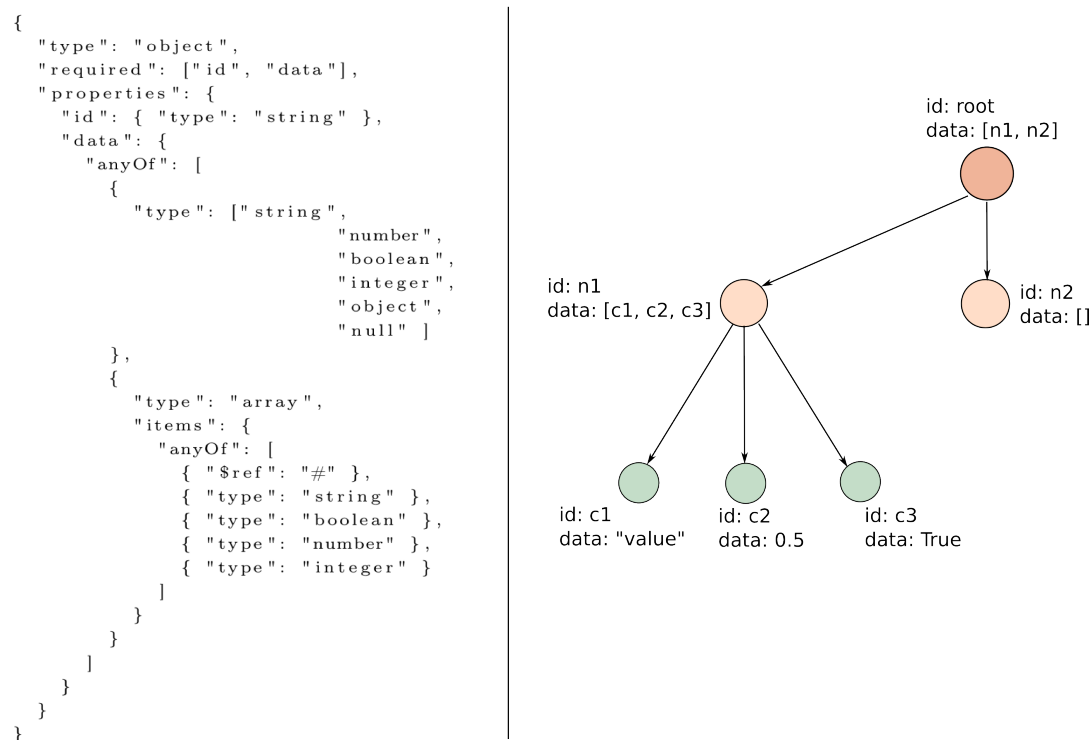 {
"type": "object",
"required": ["id", "data"],
"properties": {
"id": { "type": "string" },
"data": {
"anyOf": [
{
"type": ["string",
"number",
"boolean",
"integer",
"object",
"null" ]
},
{
"type": "array",
"items": {
"anyOf": [
{ "$ref": "#" },
{ "type": "string" },
{ "type": "boolean" },
{ "type": "number" },
{ "type": "integer" }
]
}
}
]
}
}
}
id: root
data: [n1, n2]
id: n1
data: [c1, c2, c3]
id: n2
data: []
id: c1
data: "value"
id: c2
data: 0.5
id: c3
data: True